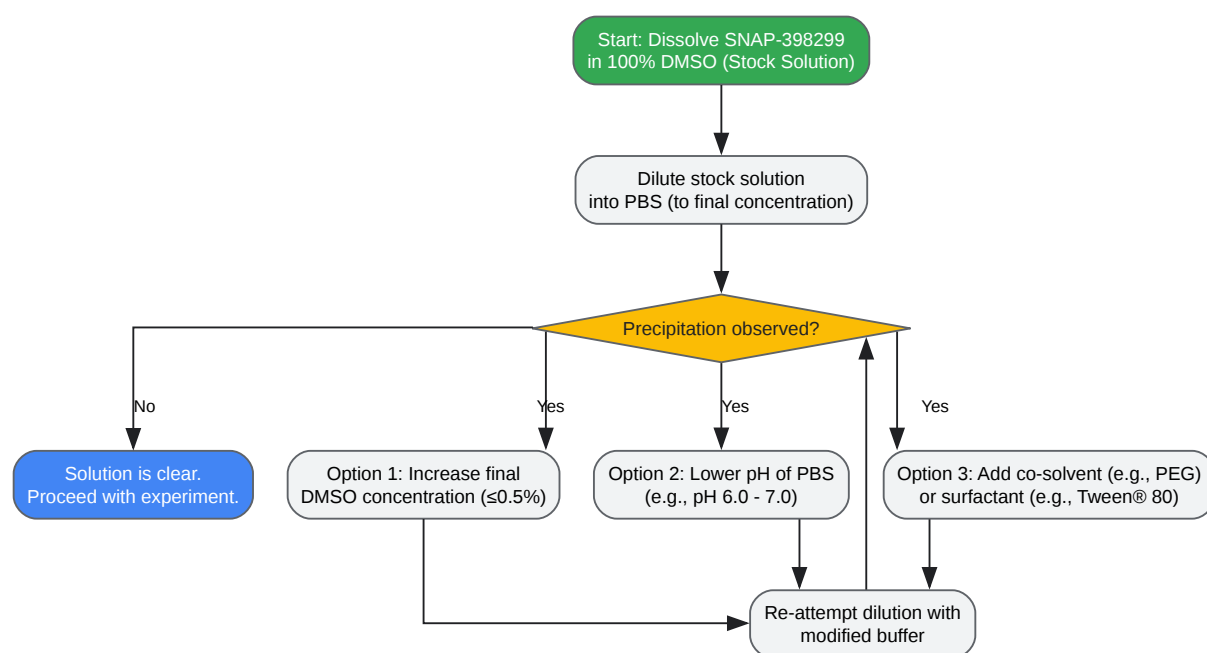 Start: Dissolve SNAP-398299
in 100% DMSO (Stock Solution)
Dilute stock solution
into PBS (to final concentration)
Precipitation observed?
No
Yes
Yes
Yes
Solution is clear.
Proceed with experiment.
Option 1: Increase final
DMSO concentration (≤0.5%)
Option 2: Lower pH of PBS
(e.g., pH 6.0 - 7.0)
Option 3: Add co-solvent (e.g., PEG)
or surfactant (e.g., Tween® 80)
Re-attempt dilution with
modified buffer